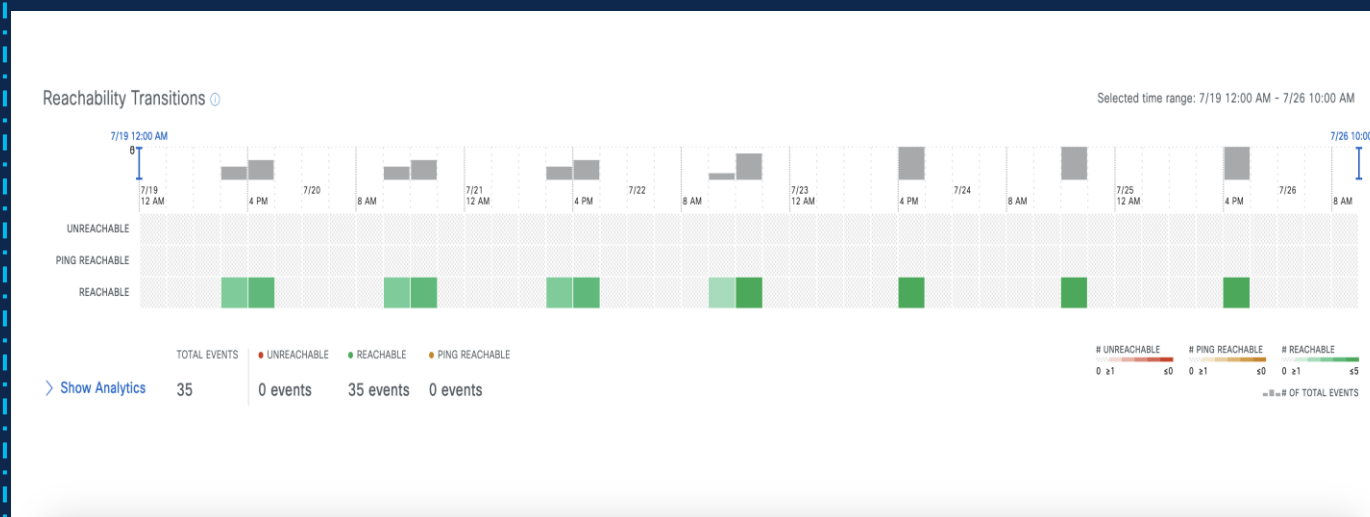 Reachability Transitions
Selected time range: 7/19 12:00 AM - 7/26 10:00 AM
7/19 12:00 AM
7/26 10:00
6
7/19
12 AM
4 PM
7/20
8 AM
7/21
12 AM
4 PM
7/22
8 AM
7/23
12 AM
4 PM
7/24
8 AM
7/25
12 AM
4 PM
7/26
8 AM
UNREACHABLE
PING REACHABLE
REACHABLE
TOTAL EVENTS
UNREACHABLE
REACHABLE
PING REACHABLE
Show Analytics
35
0 events
35 events
0 events
# UNREACHABLE
# PING REACHABLE
# REACHABLE
0 ≥1 ≤0
0 ≥1 ≤0
0 ≥1 ≤5
# OF TOTAL EVENTS